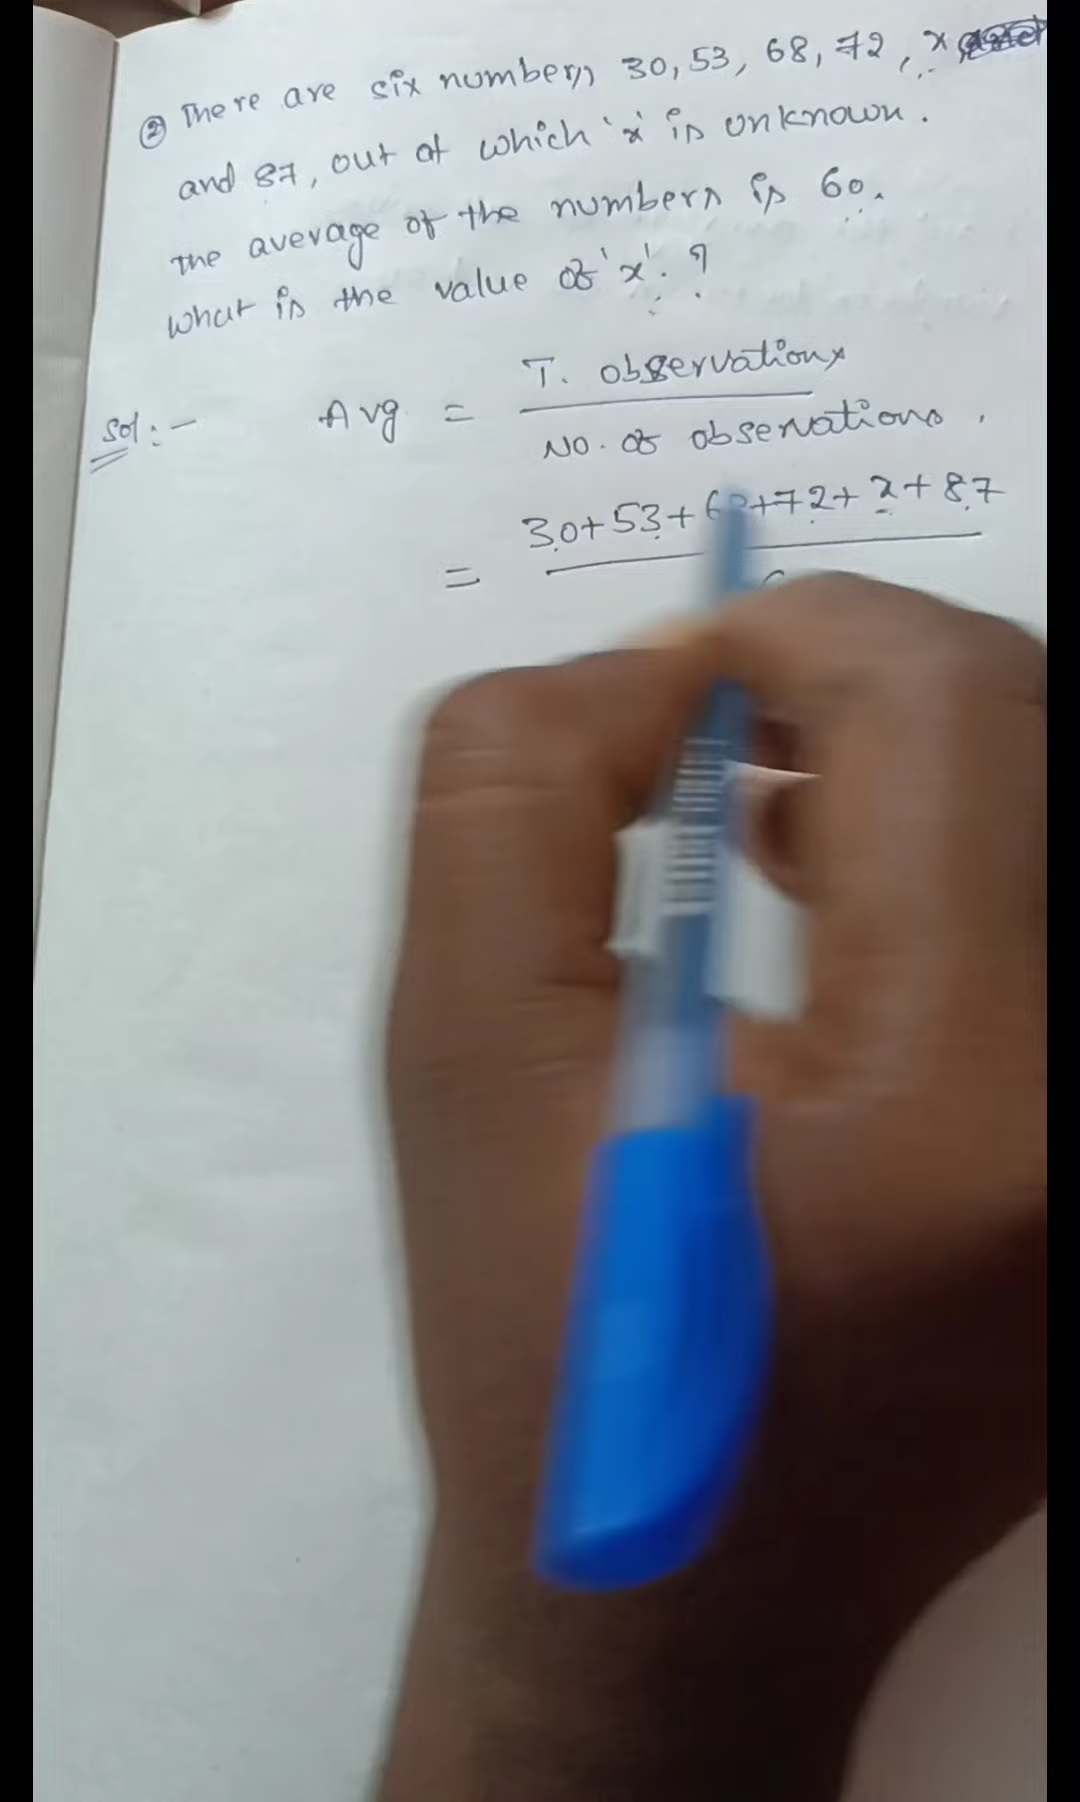 ② There are six numbers, 30, 53, 68, 72, x
and 87, out of which 'x' is unknown.
The average of the numbers is 60.
What is the value of 'x'. ?
Sol:- Avg = T. observations
No. of observations.
= 30+53+68+72+x+87